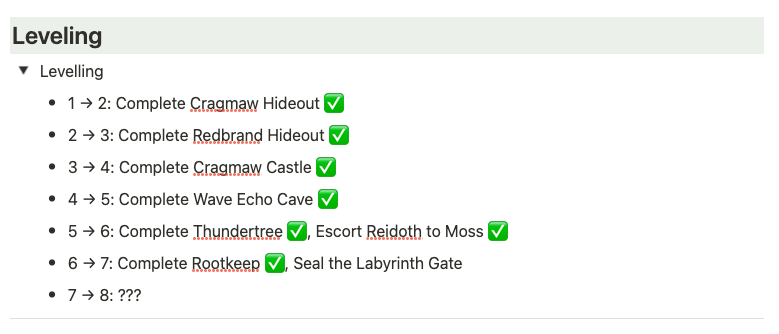 Leveling
Levelling
1 → 2: Complete Cragmaw Hideout ✅
2 → 3: Complete Redbrand Hideout ✅
3 → 4: Complete Cragmaw Castle ✅
4 → 5: Complete Wave Echo Cave ✅
5 → 6: Complete Thundertree ✅, Escort Reidoth to Moss ✅
6 → 7: Complete Rootkeep ✅, Seal the Labyrinth Gate
7 → 8: ???